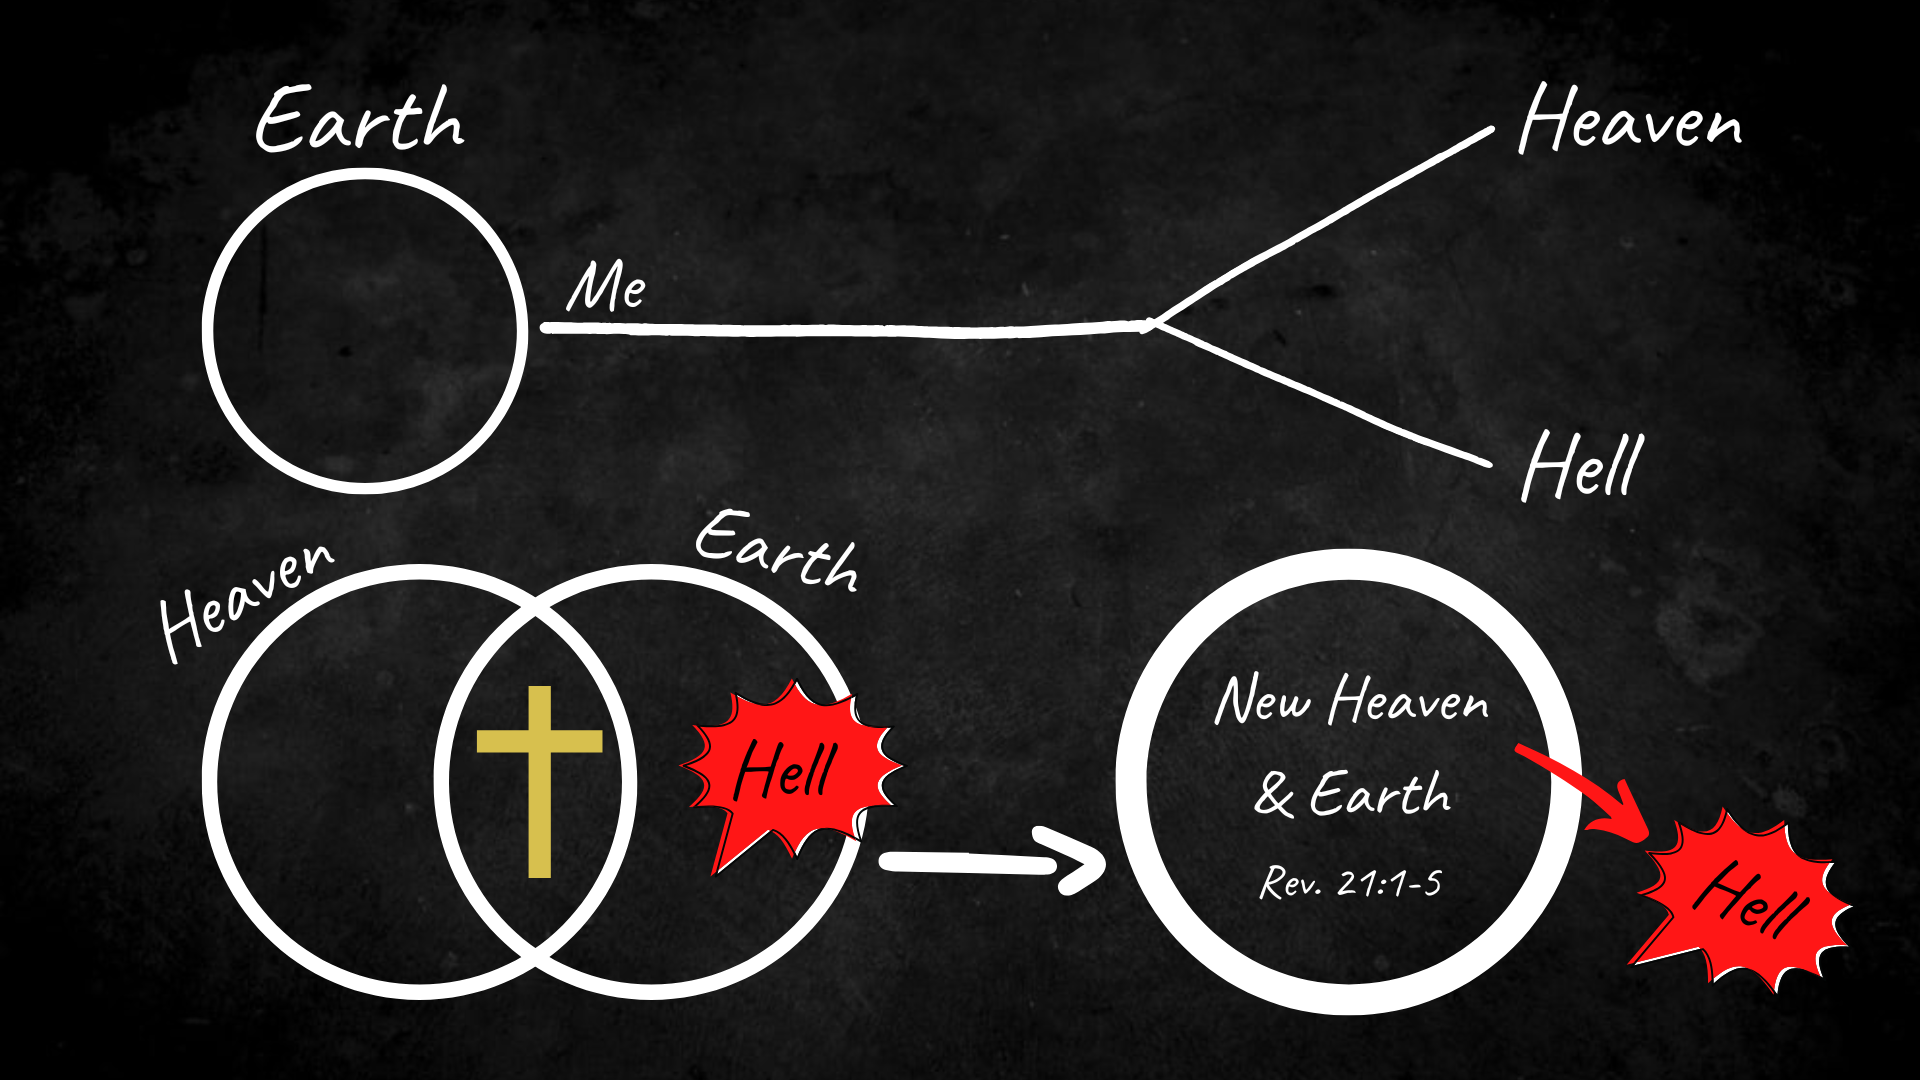 Earth
Heaven
Me
Hell
Heaven
Earth
Hell
New Heaven
& Earth
Rev. 21:1-5
Hell